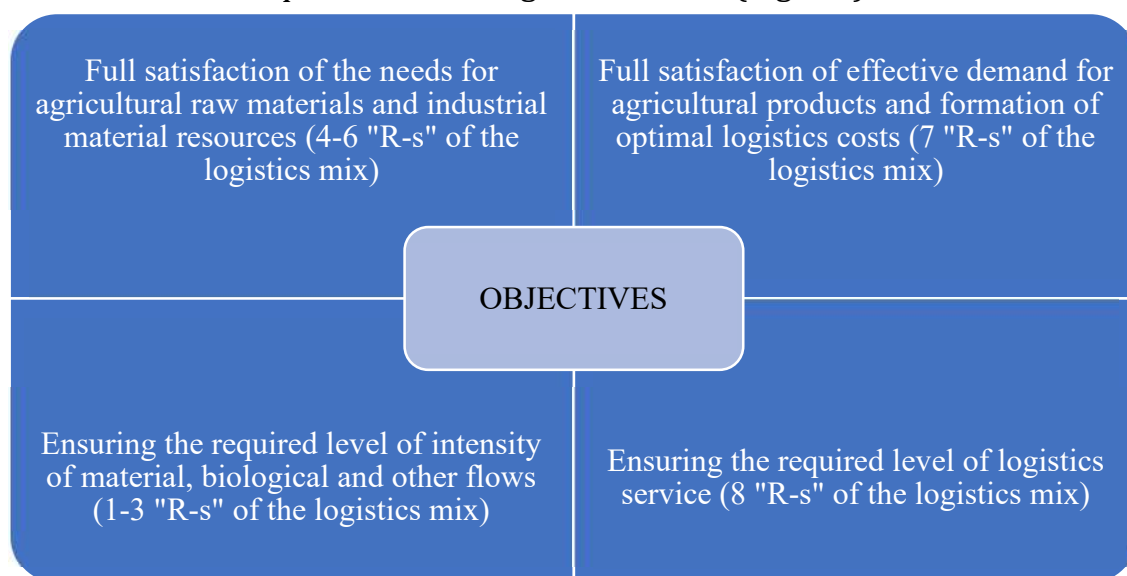 Full satisfaction of the needs for
agricultural raw materials and industrial
material resources (4-6 "R-s" of the
logistics mix)
Full satisfaction of effective demand for
agricultural products and formation of
optimal logistics costs (7 "R-s" of the
logistics mix)
OBJECTIVES
Ensuring the required level of intensity
of material, biological and other flows
(1-3 "R-s" of the logistics mix)
Ensuring the required level of logistics
service (8 "R-s" of the logistics mix)